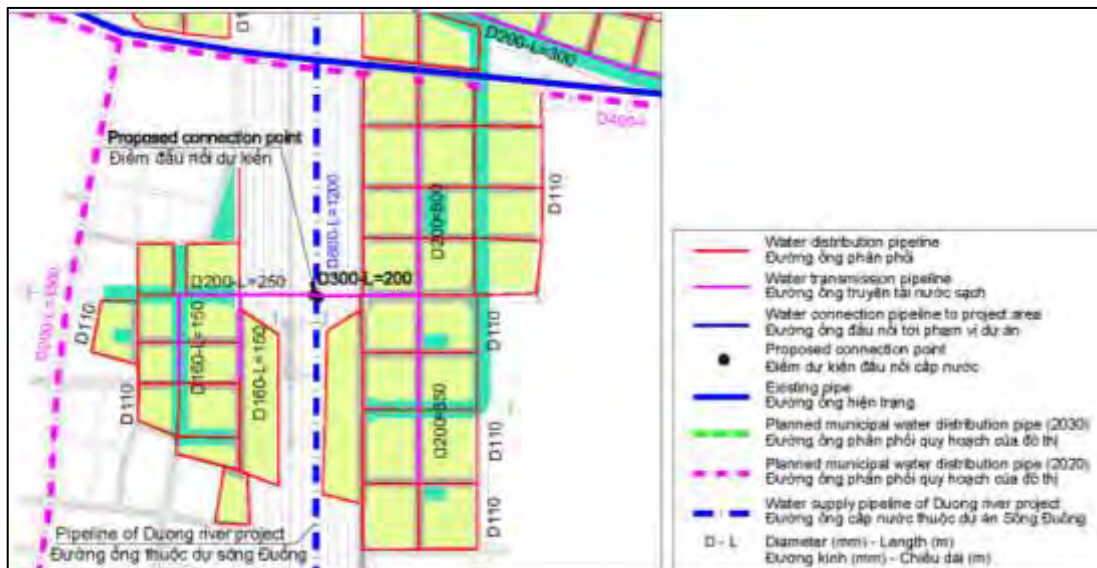 D200-L=300
D400-L
Proposed connection point
Điểm đấu nối dự kiến
D110
D200-800
D200-L=250
D300-L=200
D110
D160-L=150
D160-L=150
D110
D110
D200-850
D110
D110
Pipeline of Duong river project
Đường ống thuộc dự sông Đuống
Water distribution pipeline
Đường ống phân phối
Water transmission pipeline
Đường ống truyền tải nước sạch
Water connection pipeline to project area
Đường ống đấu nối tới phạm vi dự án
Proposed connection point
Điểm dự kiến đấu nối cấp nước
Existing pipe
Đường ống hiện trạng
Planned municipal water distribution pipe (2030)
Đường ống phân phối quy hoạch của đô thị
Planned municipal water distribution pipe (2020)
Đường ống phân phối quy hoạch của đô thị
Water supply pipeline of Duong river project
Đường ống cấp nước thuộc dự án Sông Đuống
D - L Diameter (mm) - Length (m)
Đường kính (mm) - Chiều dài (m)